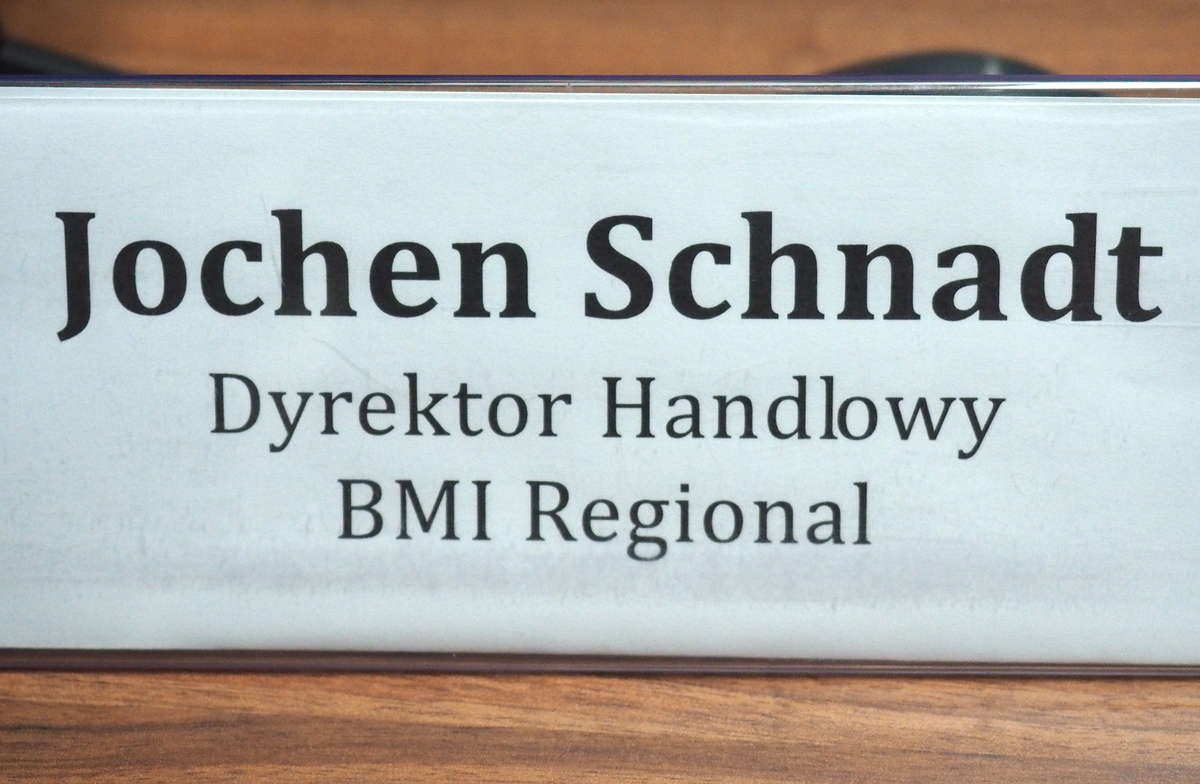 Jochen Schnadt
Dyrektor Handlowy
BMI Regional